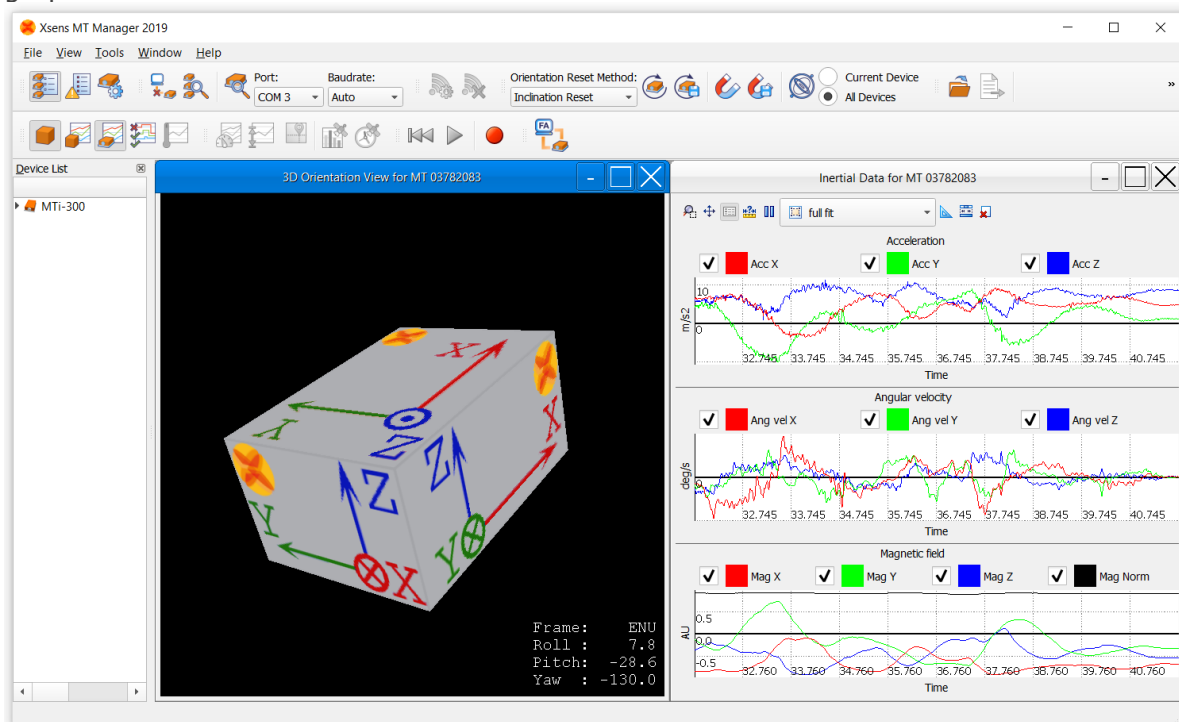 Xsens MT Manager 2019
File View Tools Window Help
Port: Baudrate: Orientation Reset Method: Current Device
COM 3 Auto Inclination Reset All Devices
»
FA
Device List
3D Orientation View for MT 03782083
Inertial Data for MT 03782083
MTi-300
full fit
Acceleration
Acc X Acc Y Acc Z
10
m/s2
0
32.745 33.745 34.745 35.745 36.745 37.745 38.745 39.745 40.745
Time
Angular velocity
Ang vel X Ang vel Y Ang vel Z
deg/s
0
32.745 33.745 34.745 35.745 36.745 37.745 38.745 39.745 40.745
Time
Magnetic field
Mag X Mag Y Mag Z Mag Norm
0.5
AU
0.0
-0.5
32.760 33.760 34.760 35.760 36.760 37.760 38.760 39.760 40.760
Time
X
Y
Z
X
Z
Z
Y
X
Y
Frame: ENU
Roll : 7.8
Pitch: -28.6
Yaw : -130.0